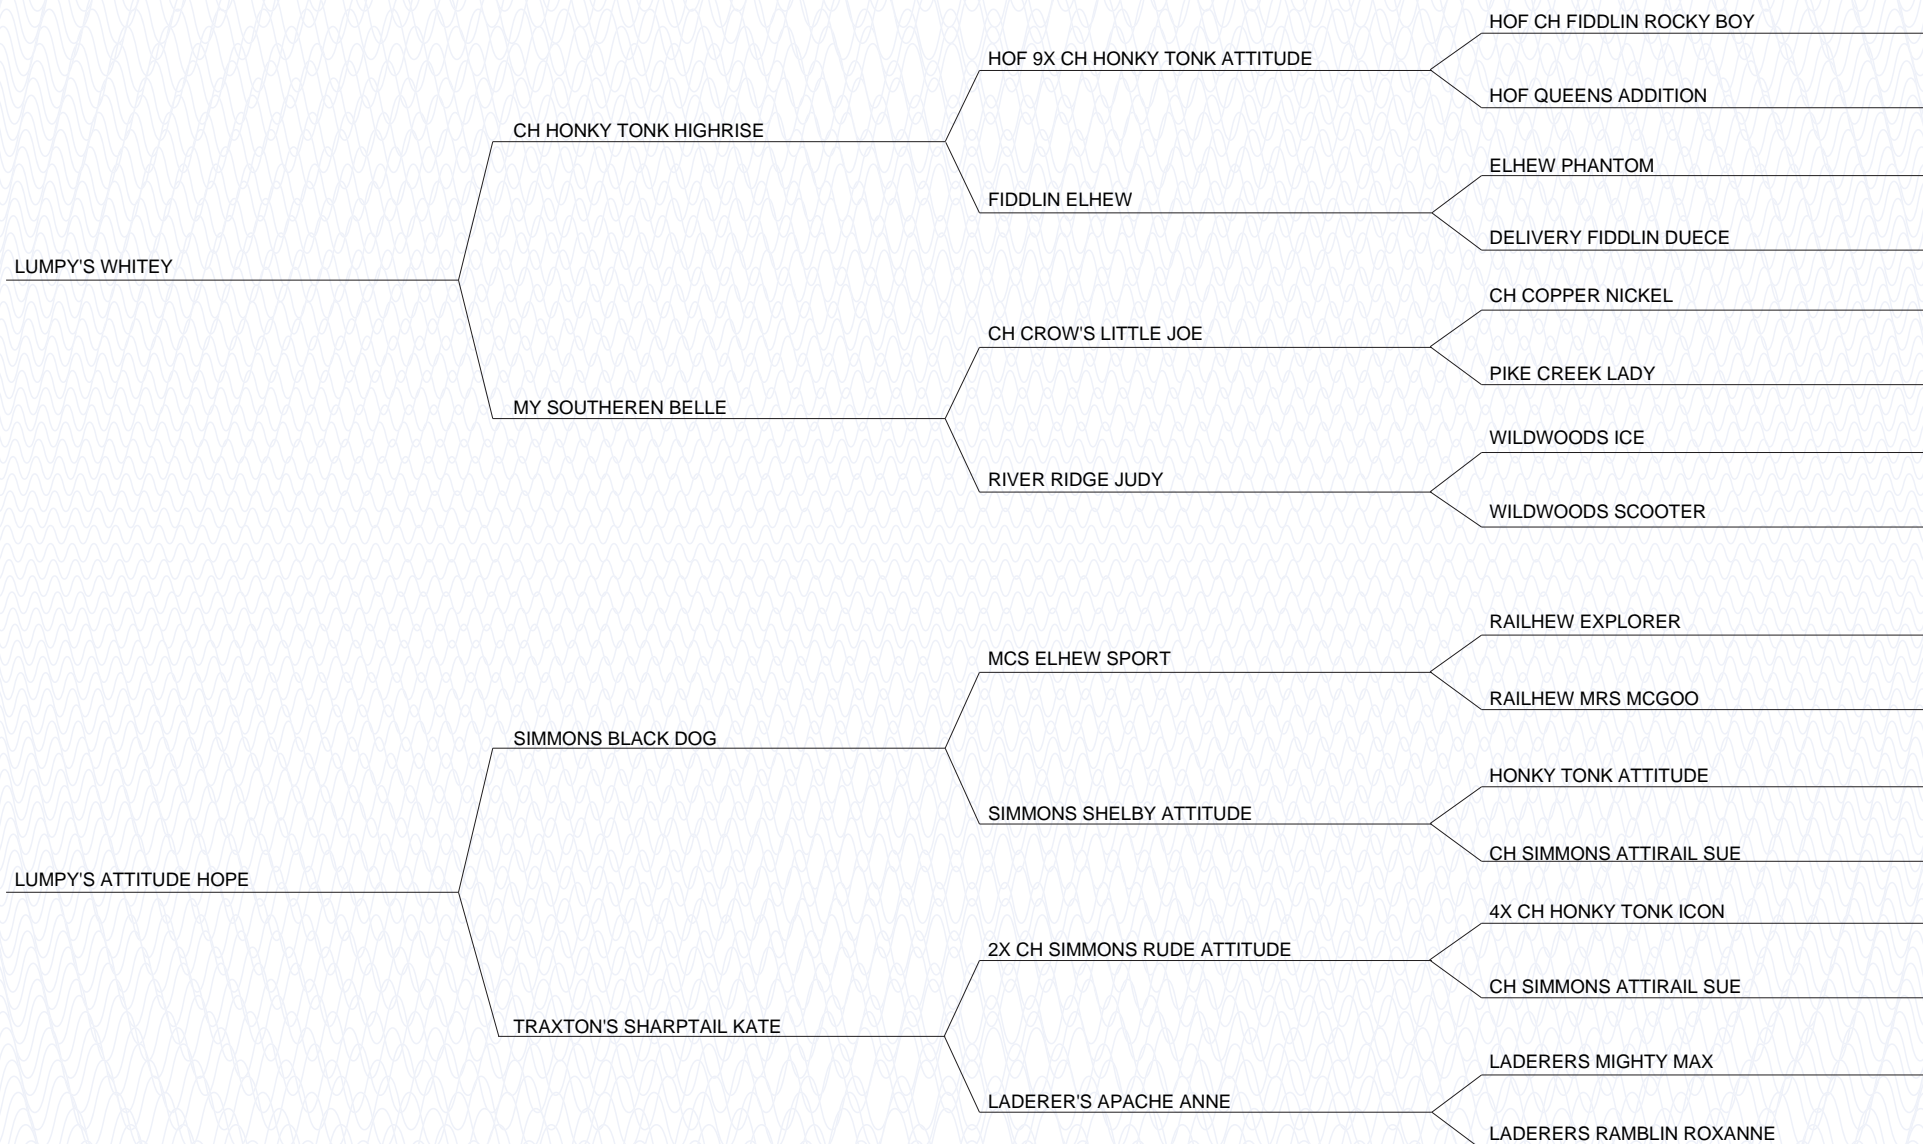 HOF CH FIDDLIN ROCKY BOY
HOF 9X CH HONKY TONK ATTITUDE
HOF QUEENS ADDITION
CH HONKY TONK HIGHRISE
ELHEW PHANTOM
FIDDLIN ELHEW
DELIVERY FIDDLIN DUECE
LUMPY'S WHITEY
CH COPPER NICKEL
CH CROW'S LITTLE JOE
PIKE CREEK LADY
MY SOUTHEREN BELLE
WILDWOODS ICE
RIVER RIDGE JUDY
WILDWOODS SCOOTER
RAILHEW EXPLORER
MCS ELHEW SPORT
RAILHEW MRS MCGOO
SIMMONS BLACK DOG
HONKY TONK ATTITUDE
SIMMONS SHELBY ATTITUDE
CH SIMMONS ATTIRAIL SUE
LUMPY'S ATTITUDE HOPE
4X CH HONKY TONK ICON
2X CH SIMMONS RUDE ATTITUDE
CH SIMMONS ATTIRAIL SUE
TRAXTON'S SHARPTAIL KATE
LADERERS MIGHTY MAX
LADERER'S APACHE ANNE
LADERERS RAMBLIN ROXANNE